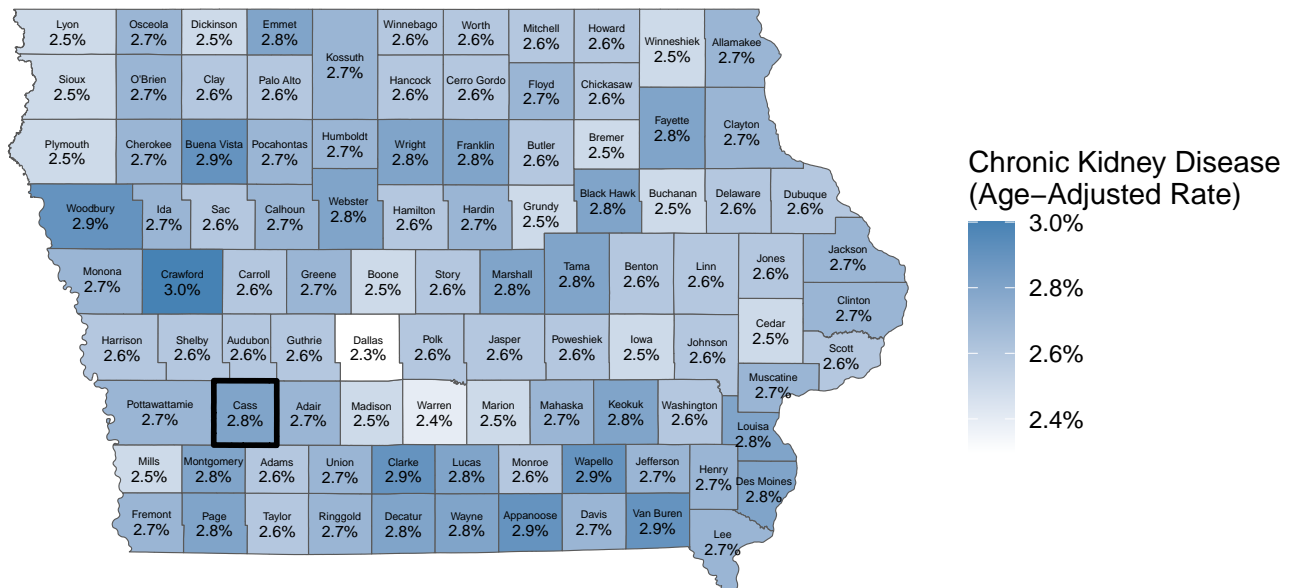 Lyon
2.5%
Osceola
2.7%
Dickinson
2.5%
Emmet
2.8%
Kossuth
2.7%
Winnebago
2.6%
Worth
2.6%
Mitchell
2.6%
Howard
2.6%
Winneshiek
2.5%
Allamakee
2.7%
Sioux
2.5%
O'Brien
2.7%
Clay
2.6%
Palo Alto
2.6%
Hancock
2.6%
Cerro Gordo
2.6%
Floyd
2.7%
Chickasaw
2.6%
Fayette
2.8%
Clayton
2.7%
Plymouth
2.5%
Cherokee
2.7%
Buena Vista
2.9%
Pocahontas
2.7%
Humboldt
2.7%
Wright
2.8%
Franklin
2.8%
Butler
2.6%
Bremer
2.5%
Woodbury
2.9%
Ida
2.7%
Sac
2.6%
Calhoun
2.7%
Webster
2.8%
Hamilton
2.6%
Hardin
2.7%
Grundy
2.5%
Black Hawk
2.8%
Buchanan
2.5%
Delaware
2.6%
Dubuque
2.6%
Monona
2.7%
Crawford
3.0%
Carroll
2.6%
Greene
2.7%
Boone
2.5%
Story
2.6%
Marshall
2.8%
Tama
2.8%
Benton
2.6%
Linn
2.6%
Jones
2.6%
Jackson
2.7%
Clinton
2.7%
Harrison
2.6%
Shelby
2.6%
Audubon
2.6%
Guthrie
2.6%
Dallas
2.3%
Polk
2.6%
Jasper
2.6%
Poweshiek
2.6%
Iowa
2.5%
Johnson
2.6%
Cedar
2.5%
Scott
2.6%
Muscatine
2.7%
Pottawattamie
2.7%
Cass
2.8%
Adair
2.7%
Madison
2.5%
Warren
2.4%
Marion
2.5%
Mahaska
2.7%
Keokuk
2.8%
Washington
2.6%
Louisa
2.8%
Mills
2.5%
Montgomery
2.8%
Adams
2.6%
Union
2.7%
Clarke
2.9%
Lucas
2.8%
Monroe
2.6%
Wapello
2.9%
Jefferson
2.7%
Henry
2.7%
Des Moines
2.8%
Fremont
2.7%
Page
2.8%
Taylor
2.6%
Ringgold
2.7%
Decatur
2.8%
Wayne
2.8%
Appanoose
2.9%
Davis
2.7%
Van Buren
2.9%
Lee
2.7%
Chronic Kidney Disease
(Age−Adjusted Rate)
3.0%
2.8%
2.6%
2.4%